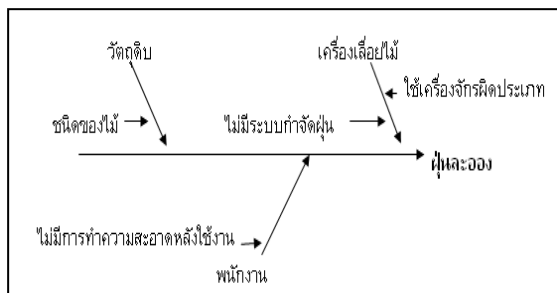 วัตถุดิบ
เครื่องเลื่อยไม้
ใช้เครื่องจักรผิดประเภท
ชนิดของไม้
ไม่มีระบบกำจัดฝุ่น
ฝุ่นละออง
ไม่มีการทำความสะอาดหลังใช้งาน
พนักงาน